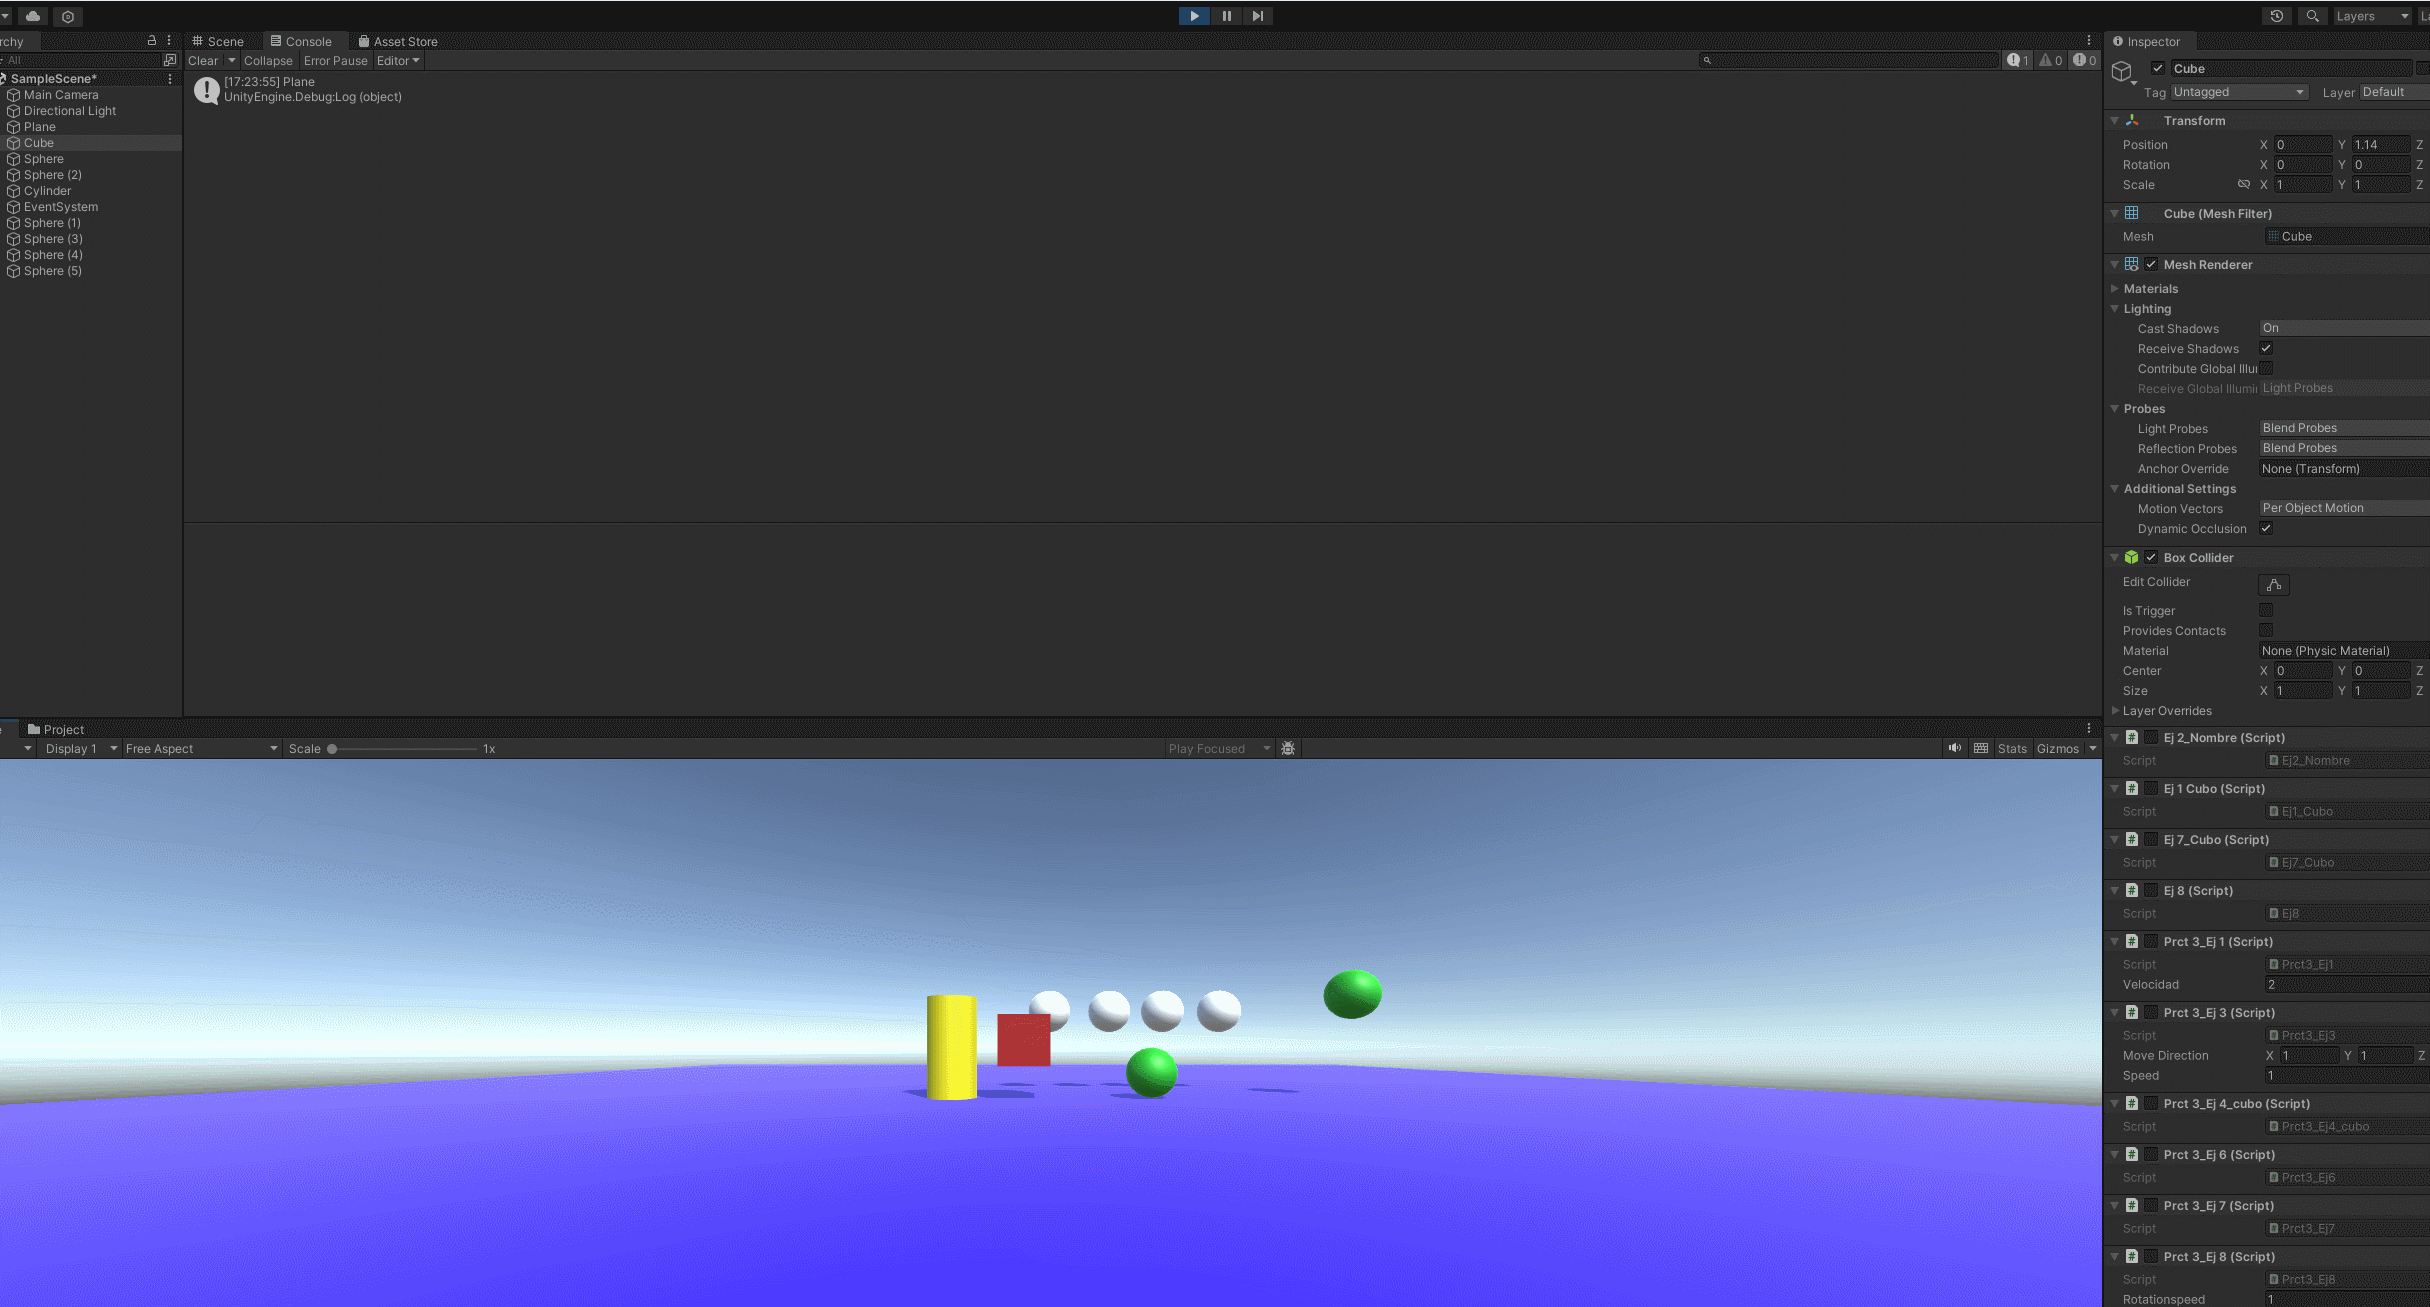 Layers
rchy
All
SampleScene*
Main Camera
Directional Light
Plane
Cube
Sphere
Sphere (2)
Cylinder
EventSystem
Sphere (1)
Sphere (3)
Sphere (4)
Sphere (5)
Scene
Console
Asset Store
Clear
Collapse
Error Pause
Editor
1
0
0
[17:23:55] Plane
UnityEngine.Debug:Log (object)
Project
Display 1
Free Aspect
Scale
1x
Play Focused
Stats
Gizmos
Inspector
Cube
Tag Untagged Layer Default
Transform
Position X 0 Y 1.14 Z
Rotation X 0 Y 0 Z
Scale X 1 Y 1 Z
Cube (Mesh Filter)
Mesh Cube
Mesh Renderer
Materials
Lighting
Cast Shadows On
Receive Shadows
Contribute Global Illu
Receive Global Illumi Light Probes
Probes
Light Probes Blend Probes
Reflection Probes Blend Probes
Anchor Override None (Transform)
Additional Settings
Motion Vectors Per Object Motion
Dynamic Occlusion
Box Collider
Edit Collider
Is Trigger
Provides Contacts
Material None (Physic Material)
Center X 0 Y 0 Z
Size X 1 Y 1 Z
Layer Overrides
# Ej 2_Nombre (Script)
Script Ej2_Nombre
# Ej 1 Cubo (Script)
Script Ej1_Cubo
# Ej 7_Cubo (Script)
Script Ej7_Cubo
# Ej 8 (Script)
Script Ej8
# Prct 3_Ej 1 (Script)
Script Prct3_Ej1
Velocidad 2
# Prct 3_Ej 3 (Script)
Script Prct3_Ej3
Move Direction X 1 Y 1 Z
Speed 1
# Prct 3_Ej 4_cubo (Script)
Script Prct3_Ej4_cubo
# Prct 3_Ej 6 (Script)
Script Prct3_Ej6
# Prct 3_Ej 7 (Script)
Script Prct3_Ej7
# Prct 3_Ej 8 (Script)
Script Prct3_Ej8
Rotationspeed 1